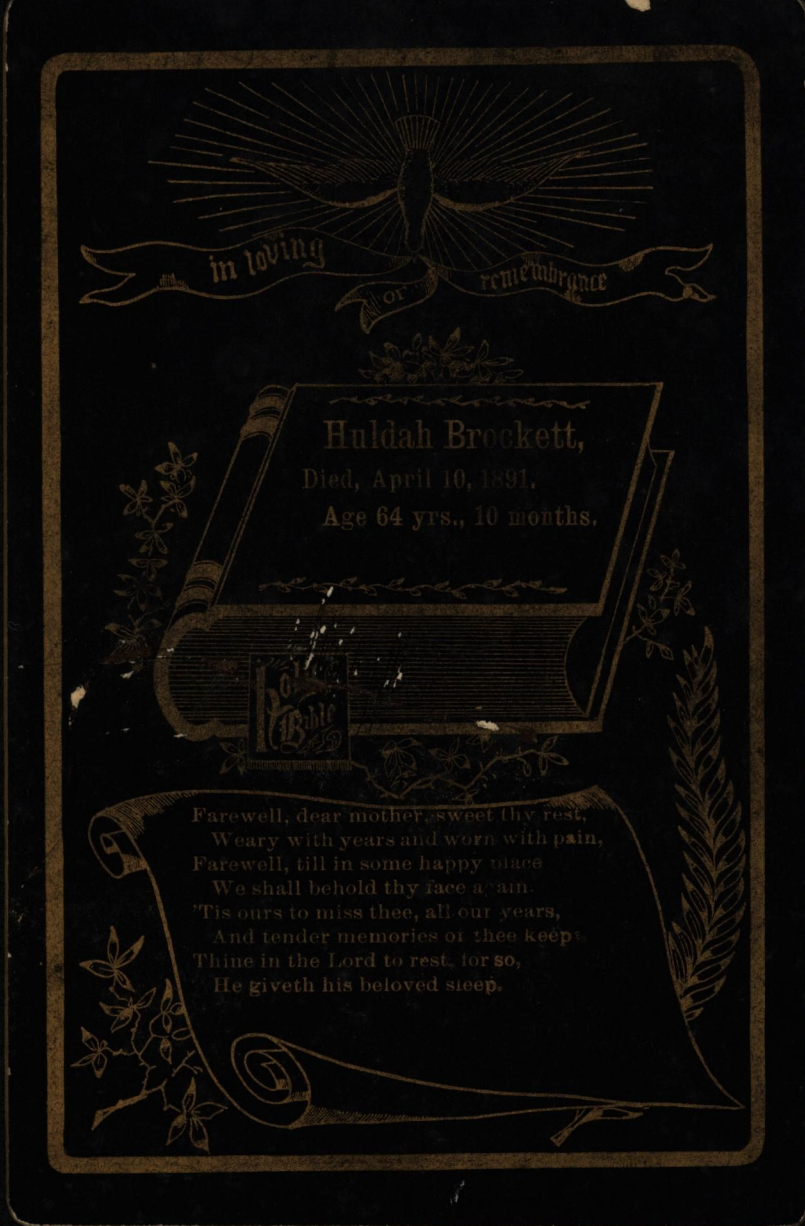 in loving
of
remembrance
Huldah Brockett,
Died, April 10, 1891.
Age 64 yrs., 10 months.
Holy
Bible
Farewell, dear mother, sweet thy rest,
Weary with years and worn with pain,
Farewell, till in some happy place
We shall behold thy face again.
'Tis ours to miss thee, all our years,
And tender memories of thee keep;
Thine in the Lord to rest, for so,
He giveth his beloved sleep.